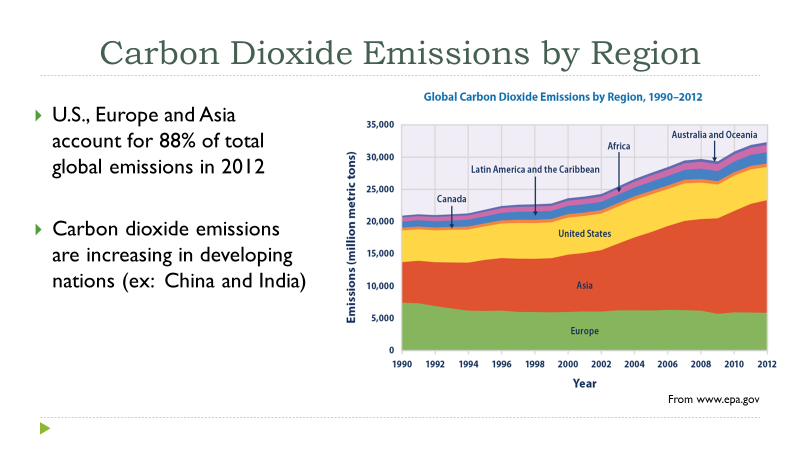 Carbon Dioxide Emissions by Region
U.S., Europe and Asia
account for 88% of total
global emissions in 2012
Carbon dioxide emissions
are increasing in developing
nations (ex: China and India)
Global Carbon Dioxide Emissions by Region, 1990–2012
Emissions (million metric tons)
35,000
30,000
25,000
20,000
15,000
10,000
5,000
0
Australia and Oceania
Africa
Latin America and the Caribbean
Canada
United States
Asia
Europe
1990 1992 1994 1996 1998 2000 2002 2004 2006 2008 2010 2012
Year
From www.epa.gov